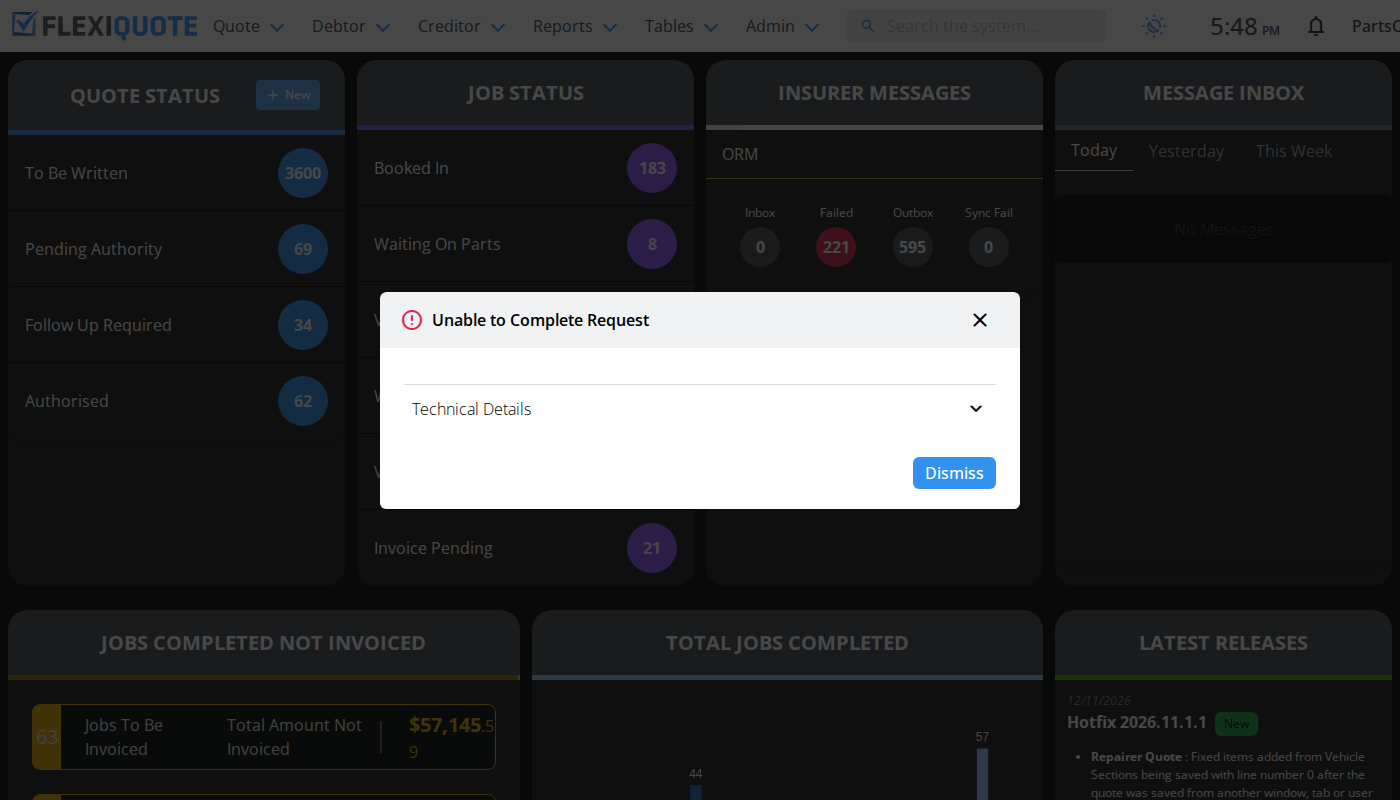 FLEXIQUOTE Quote Debtor Creditor Reports Tables Admin Search the system... 5:48 PM PartsC
QUOTE STATUS + New
To Be Written 3600
Pending Authority 69
Follow Up Required 34
Authorised 62
JOB STATUS
Booked In 183
Waiting On Parts 8
Invoice Pending 21
INSURER MESSAGES
ORM
Inbox Failed Outbox Sync Fail
0 221 595 0
MESSAGE INBOX
Today Yesterday This Week
No Messages
Unable to Complete Request
Technical Details
Dismiss
JOBS COMPLETED NOT INVOICED
63 Jobs To Be Invoiced Total Amount Not Invoiced $57,145.59
TOTAL JOBS COMPLETED
57
44
LATEST RELEASES
12/11/2026
Hotfix 2026.11.1.1 New
• Repairer Quote : Fixed items added from Vehicle
Sections being saved with line number 0 after the
quote was saved from another window, tab or user